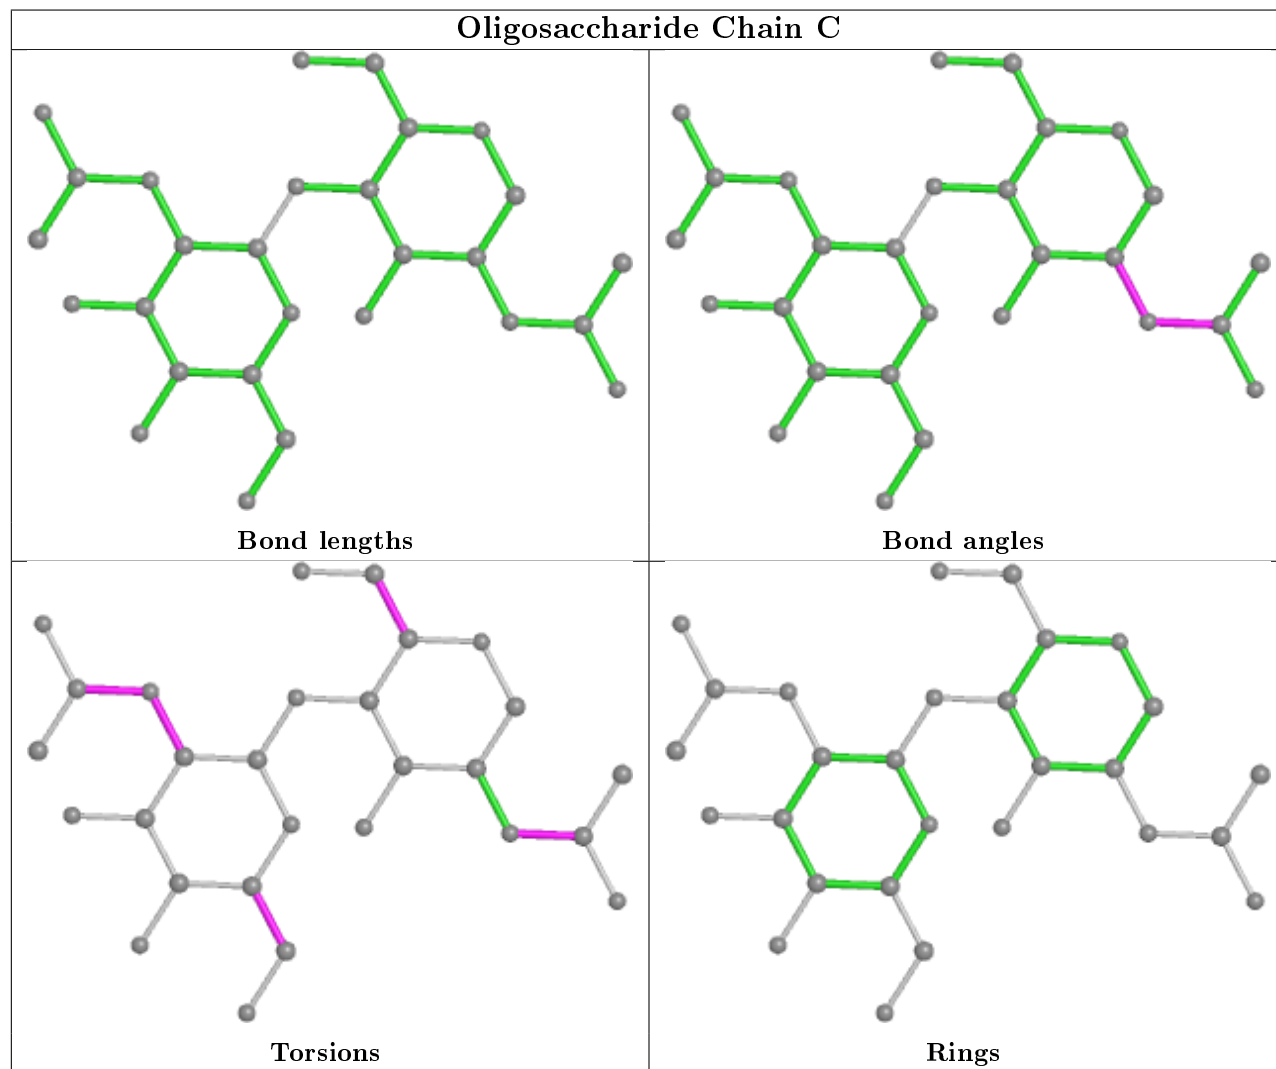 Oligosaccharide Chain C
Bond lengths
Bond angles
Torsions
Rings